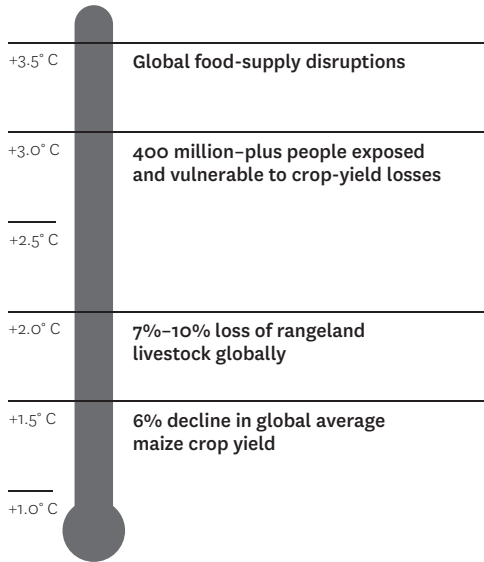 +3.5° C
Global food-supply disruptions
+3.0° C
400 million–plus people exposed
and vulnerable to crop-yield losses
+2.5° C
+2.0° C
7%–10% loss of rangeland
livestock globally
+1.5° C
6% decline in global average
maize crop yield
+1.0° C